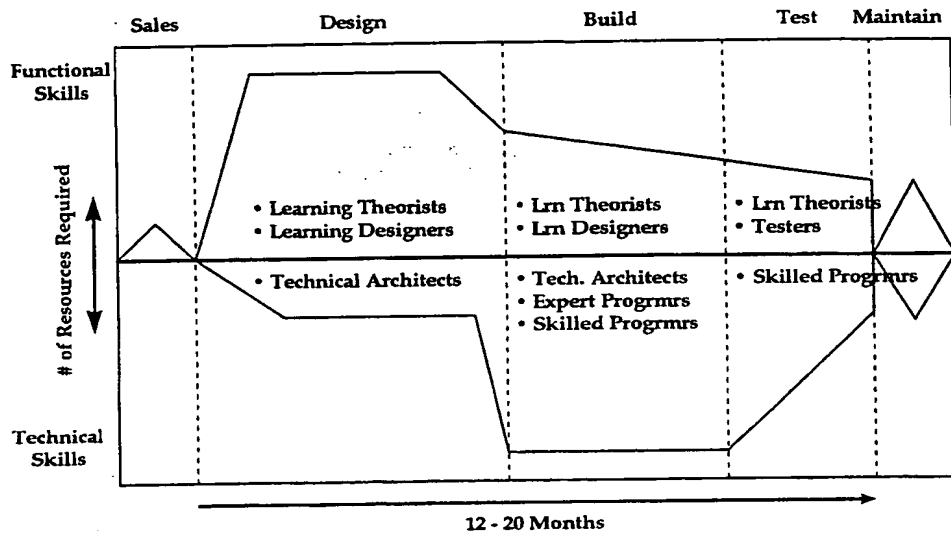 Sales Design Build Test Maintain
Functional
Skills
# of Resources Required
• Learning Theorists
• Learning Designers
• Lrn Theorists
• Lrn Designers
• Lrn Theorists
• Testers
• Technical Architects
• Tech. Architects
• Expert Progrmrs
• Skilled Progrmrs
• Skilled Progrmrs
Technical
Skills
12 - 20 Months